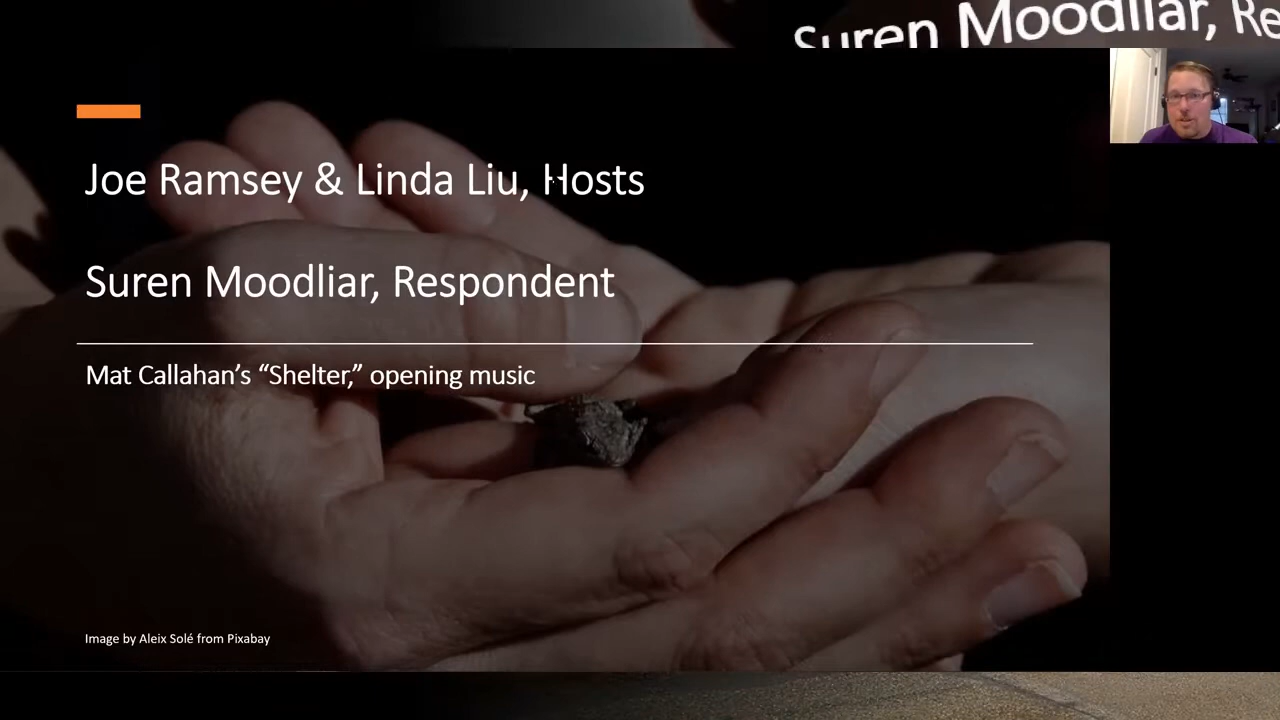 Suren Moodliar, Re
Joe Ramsey & Linda Liu, Hosts
Suren Moodliar, Respondent
Mat Callahan’s “Shelter,” opening music
Image by Aleix Solé from Pixabay